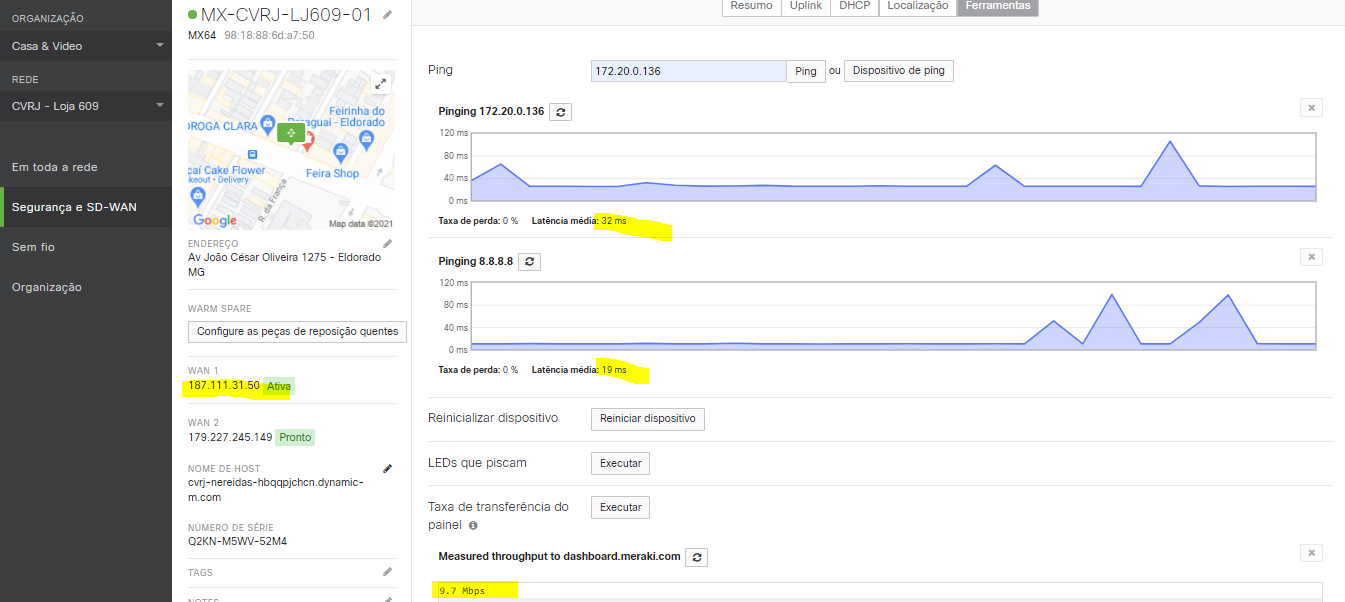 ORGANIZAÇÃO
Casa & Video
REDE
CVRJ - Loja 609
Em toda a rede
Segurança e SD-WAN
Sem fio
Organização
MX-CVRJ-LJ609-01
MX64 98:18:88:6d:a7:50
Feirinha do
Paraguai - Eldorado
DROGA CLARA
çaí Cake Flower
keout • Delivery
Feira Shop
R. da França
Google
Map data ©2021
ENDEREÇO
Av João César Oliveira 1275 - Eldorado
MG
WARM SPARE
Configure as peças de reposição quentes
WAN 1
187.111.31.50 Ativa
WAN 2
179.227.245.149 Pronto
NOME DE HOST
cvrj-nereidas-hbqqpjchcn.dynamic-
m.com
NÚMERO DE SÉRIE
Q2KN-M5WV-52M4
TAGS
NOTES
Resumo Uplink DHCP Localização Ferramentas
Ping 172.20.0.136 Ping ou Dispositivo de ping
Pinging 172.20.0.136
120 ms
80 ms
40 ms
0 ms
Taxa de perda: 0 % Latência média: 32 ms
Pinging 8.8.8.8
120 ms
80 ms
40 ms
0 ms
Taxa de perda: 0 % Latência média: 19 ms
Reinicializar dispositivo Reiniciar dispositivo
LEDs que piscam Executar
Taxa de transferência do
painel Executar
Measured throughput to dashboard.meraki.com
9.7 Mbps